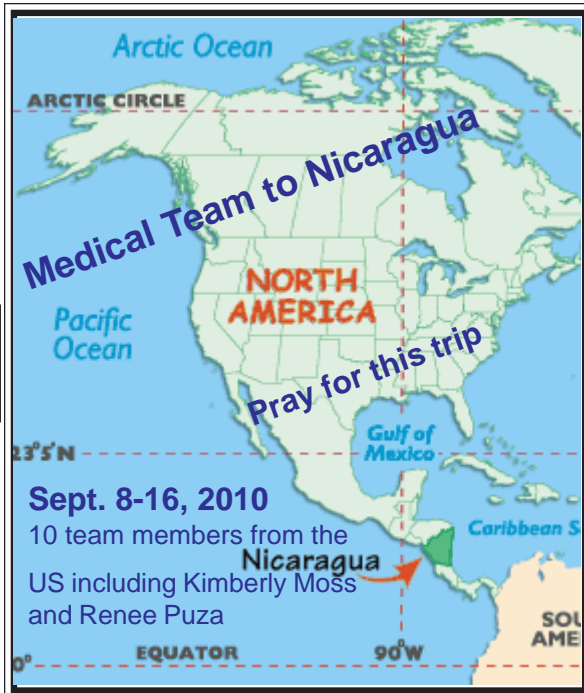 Arctic Ocean
ARCTIC CIRCLE
Medical Team to Nicaragua
NORTH
AMERICA
Pacific
Ocean
Pray for this trip
Gulf of
Mexico
23°5'N
Sept. 8-16, 2010
10 team members from the
Caribbean S
Nicaragua
US including Kimberly Moss
and Renee Puza
SOU
AME
EQUATOR
90°W
0°